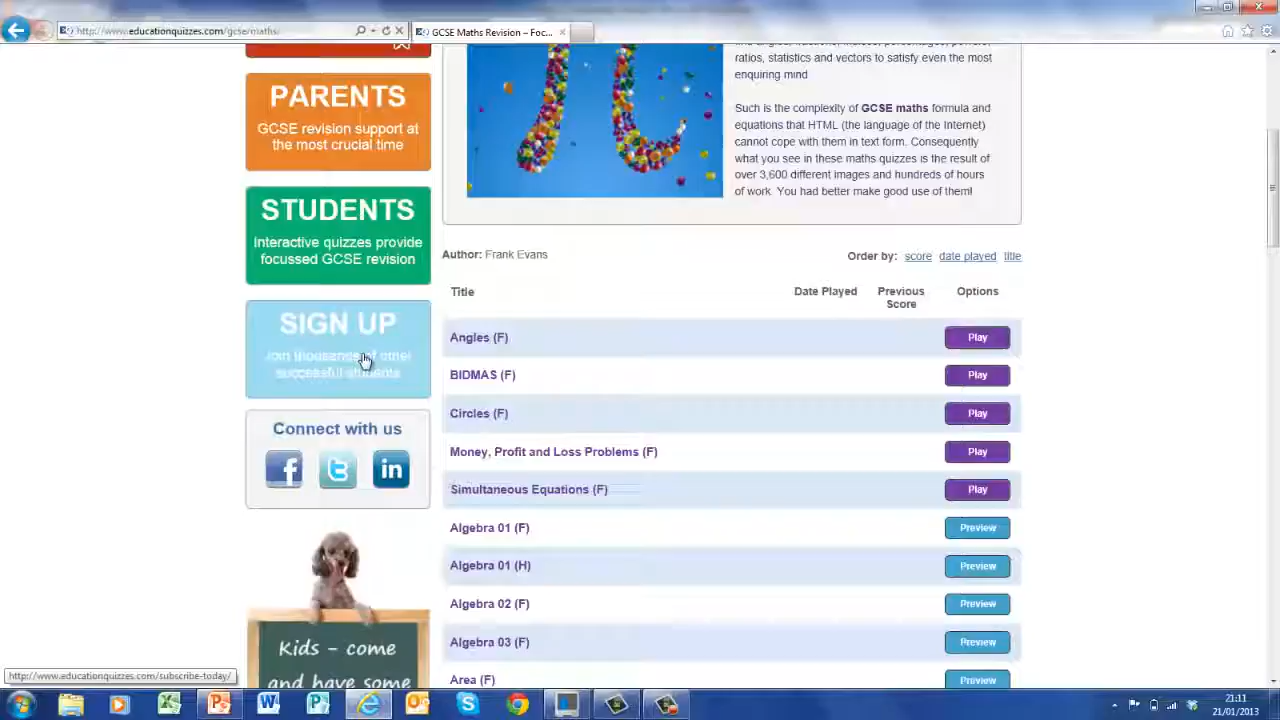 http://www.educationquizzes.com/gcse/maths/
GCSE Maths Revision – Foc...
ratios, statistics and vectors to satisfy even the most
enquiring mind
Such is the complexity of GCSE maths formula and
equations that HTML (the language of the Internet)
cannot cope with them in text form. Consequently
what you see in these maths quizzes is the result of
over 3,600 different images and hundreds of hours
of work. You had better make good use of them!
PARENTS
GCSE revision support at
the most crucial time
STUDENTS
Interactive quizzes provide
focussed GCSE revision
SIGN UP
Join thousands of other
successful students
Connect with us
f
t
in
Kids - come
and have some
Author: Frank Evans
Order by: score date played title
Title Date Played Previous Score Options
Angles (F) Play
BIDMAS (F) Play
Circles (F) Play
Money, Profit and Loss Problems (F) Play
Simultaneous Equations (F) Play
Algebra 01 (F) Preview
Algebra 01 (H) Preview
Algebra 02 (F) Preview
Algebra 03 (F) Preview
Area (F) Preview
http://www.educationquizzes.com/subscribe-today/
21:11
21/01/2013